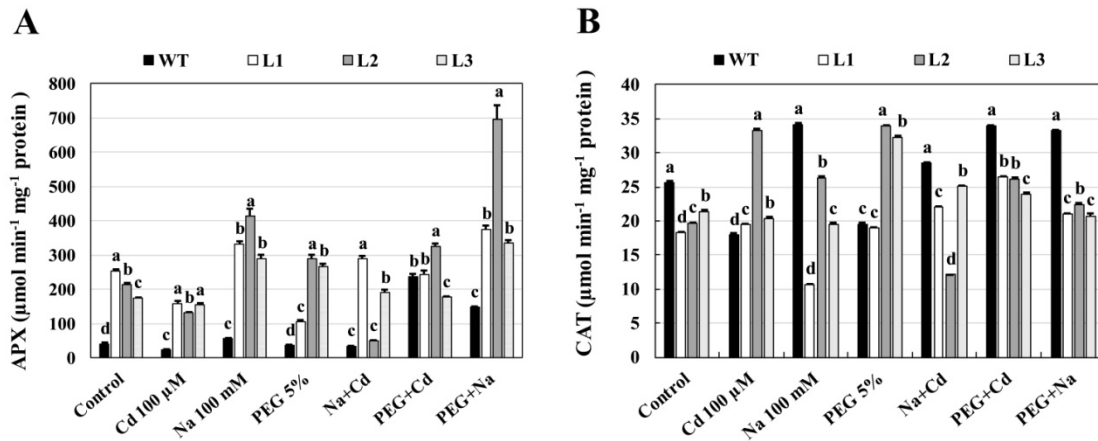 A
WT L1 L2 L3
APX (µmol min⁻¹ mg⁻¹ protein )
800
700
600
500
400
300
200
100
0
d a b c
c a b a
c b a b
d c a b
c a c b
b b a c
c b a b
Control
Cd 100 µM
Na 100 mM
PEG 5%
Na+Cd
PEG+Cd
PEG+Na
B
WT L1 L2 L3
CAT (µmol min⁻¹ mg⁻¹ protein )
40
35
30
25
20
15
10
5
0
a d c b
d c a b
a d b c
c c a b
a c d b
a b b c
a c b c
Control
Cd 100 µM
Na 100 mM
PEG 5%
Na+Cd
PEG+Cd
PEG+Na